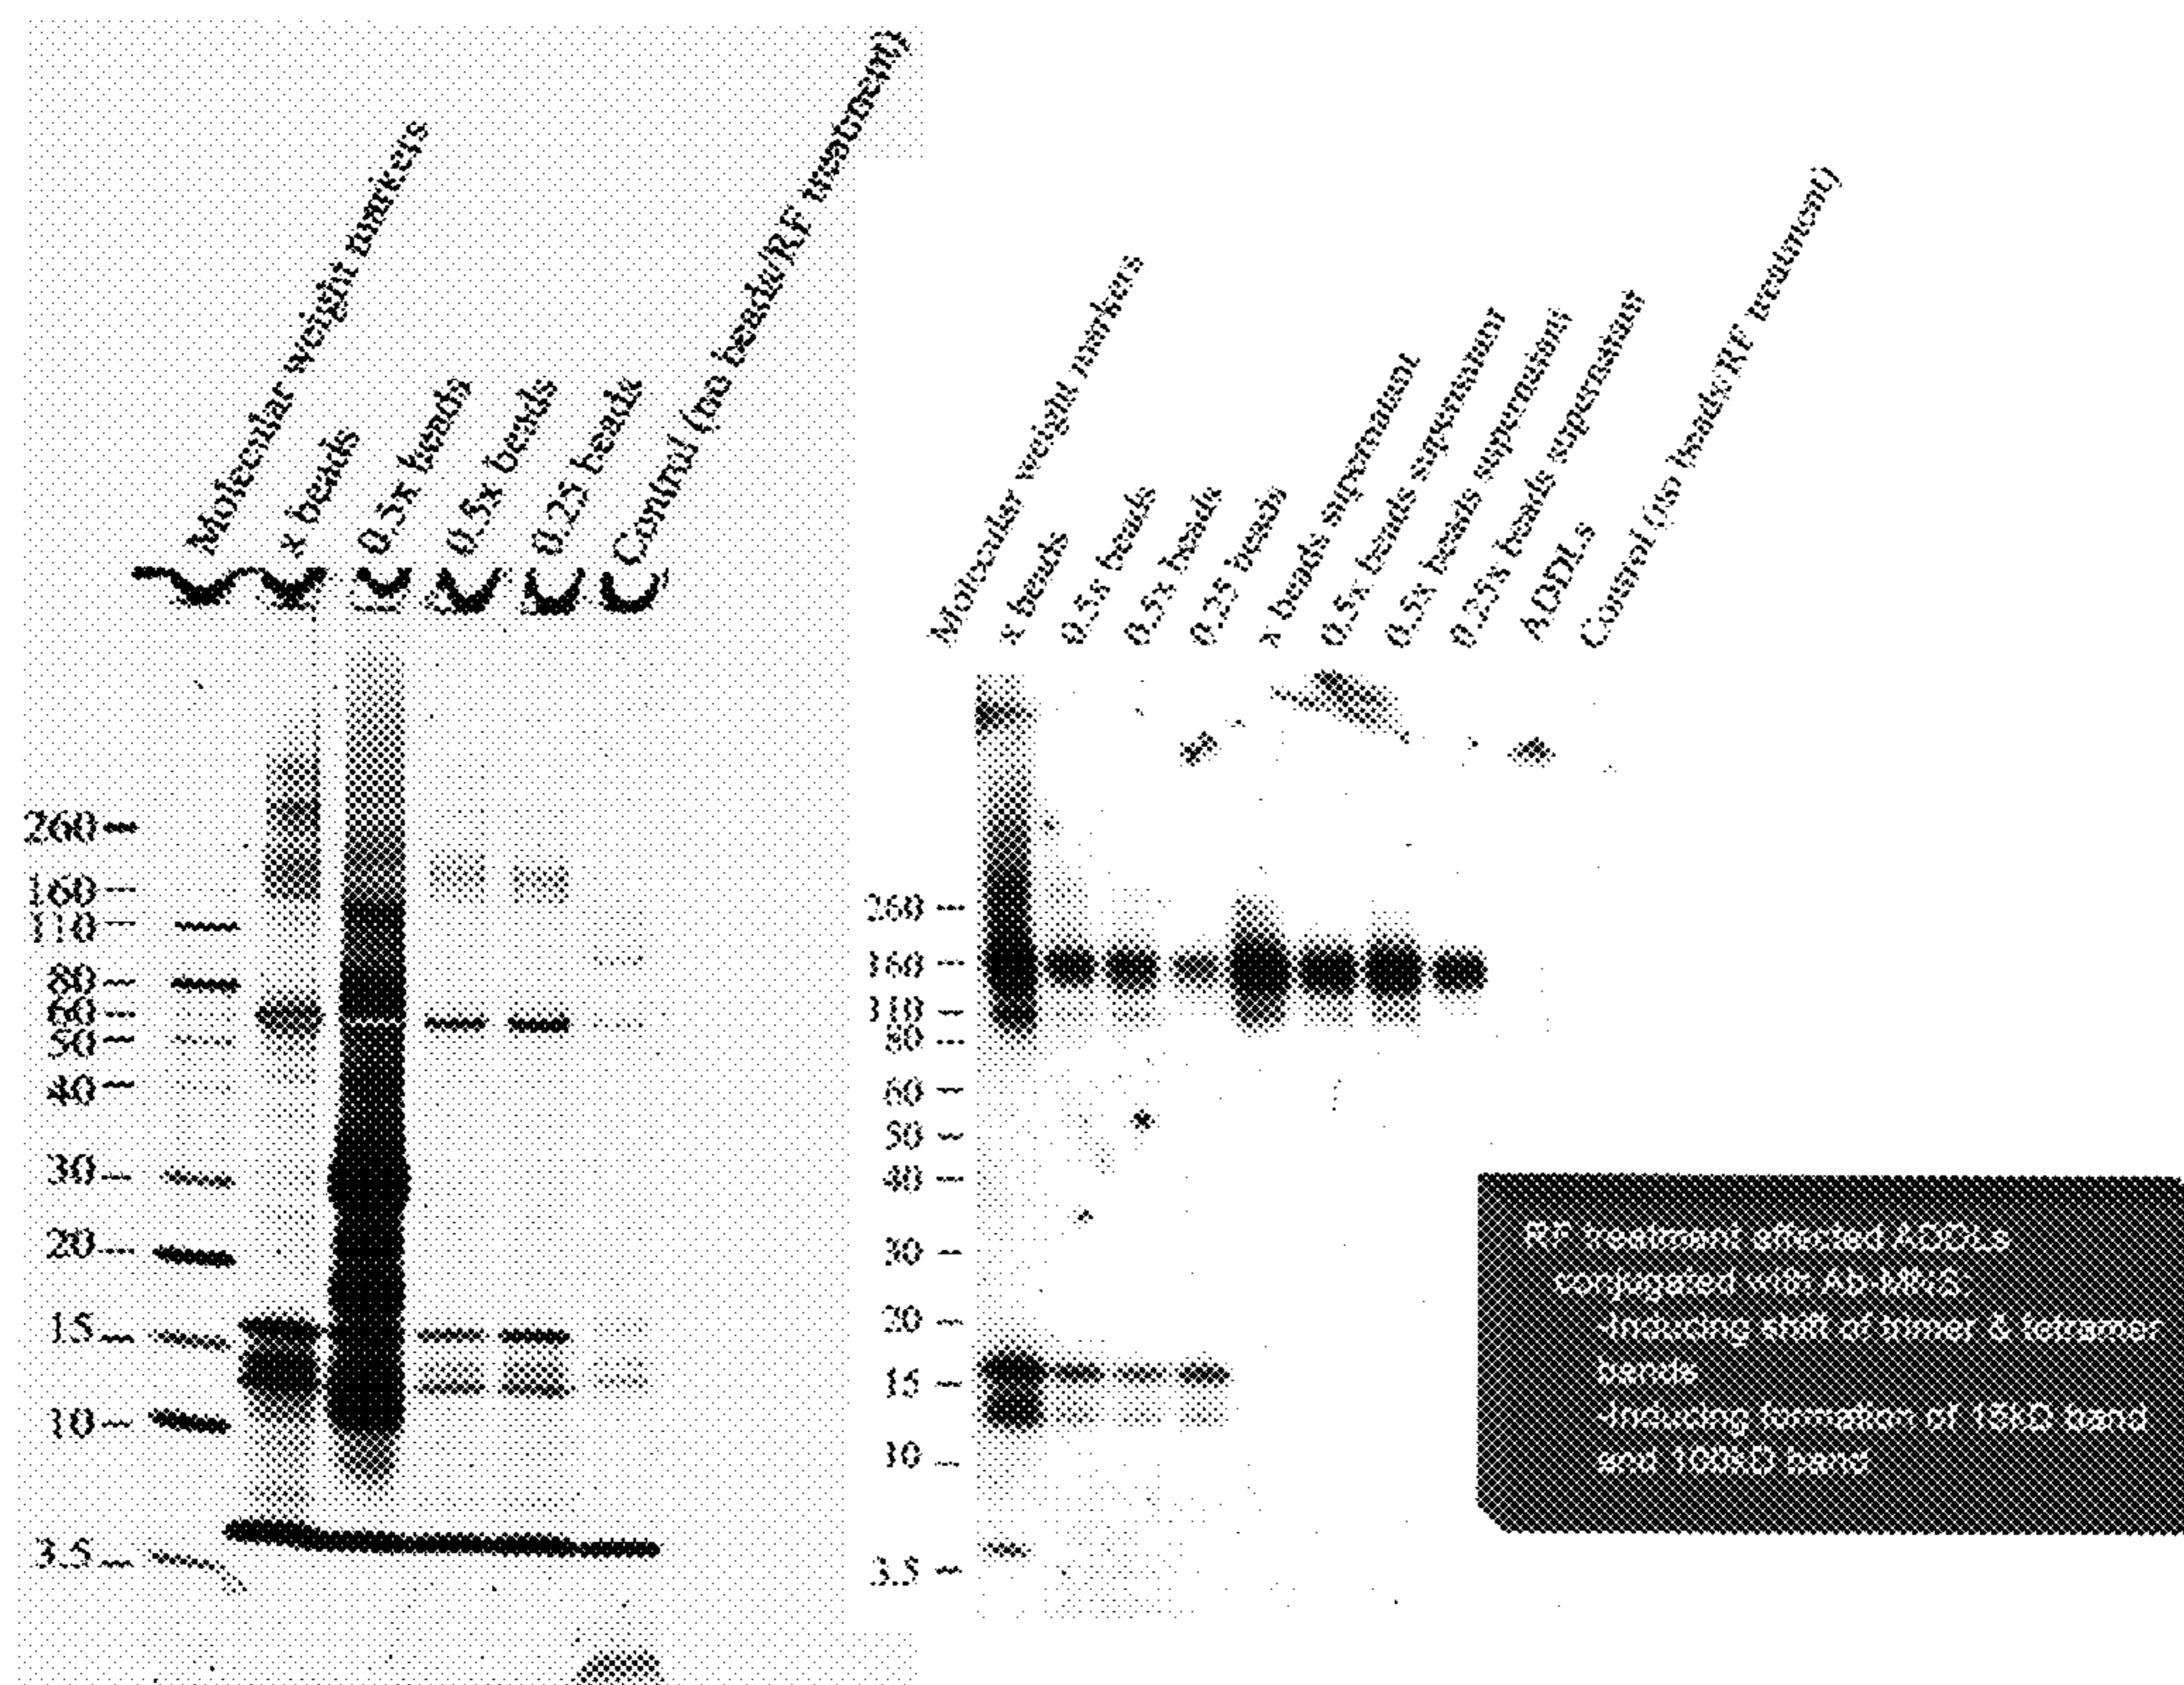 Molecular weight markers
x beads
0.5x beads
0.5x beads
0.25 beads
Control (no beads/RF treatment)
260
160
110
80
60
50
40
30
20
15
10
3.5
Molecular weight markers
x beads
0.5x beads
0.5x beads
0.25 beads
x beads supernatant
0.5x beads supernatant
0.5x beads supernatant
0.25x beads supernatant
ADDLs
Control (no beads/RF treatment)
260
160
110
80
60
50
40
30
20
15
10
3.5
RF treatment affected ADDLs
conjugated with Ab-MNS:
-Inducing shift of trimer & tetramer
bands
-Inducing formation of 15kD band
and 100kD band